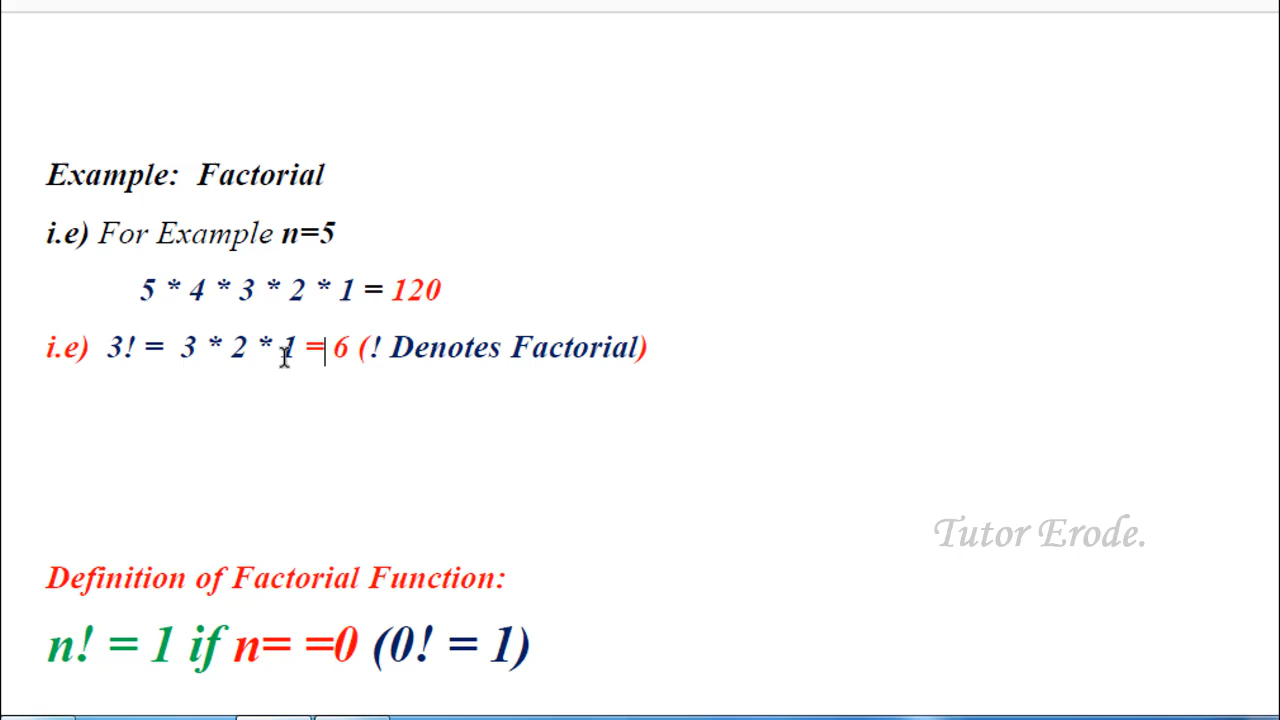 Example: Factorial
i.e) For Example n=5
5 * 4 * 3 * 2 * 1 = 120
i.e) 3! = 3 * 2 * 1 = 6 (! Denotes Factorial)
Tutor Erode.
Definition of Factorial Function:
n! = 1 if n= =0 (0! = 1)